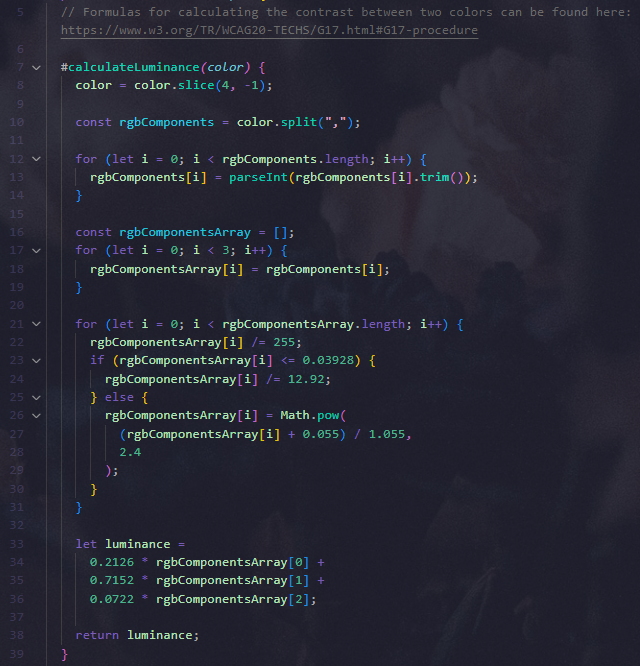 5 // Formulas for calculating the contrast between two colors can be found here:
https://www.w3.org/TR/WCAG20-TECHS/G17.html#G17-procedure
6
7 #calculateLuminance(color) {
8 color = color.slice(4, -1);
9
10 const rgbComponents = color.split(",");
11
12 for (let i = 0; i < rgbComponents.length; i++) {
13 rgbComponents[i] = parseInt(rgbComponents[i].trim());
14 }
15
16 const rgbComponentsArray = [];
17 for (let i = 0; i < 3; i++) {
18 rgbComponentsArray[i] = rgbComponents[i];
19 }
20
21 for (let i = 0; i < rgbComponentsArray.length; i++) {
22 rgbComponentsArray[i] /= 255;
23 if (rgbComponentsArray[i] <= 0.03928) {
24 rgbComponentsArray[i] /= 12.92;
25 } else {
26 rgbComponentsArray[i] = Math.pow(
27 (rgbComponentsArray[i] + 0.055) / 1.055,
28 2.4
29 );
30 }
31 }
32
33 let luminance =
34 0.2126 * rgbComponentsArray[0] +
35 0.7152 * rgbComponentsArray[1] +
36 0.0722 * rgbComponentsArray[2];
37
38 return luminance;
39 }